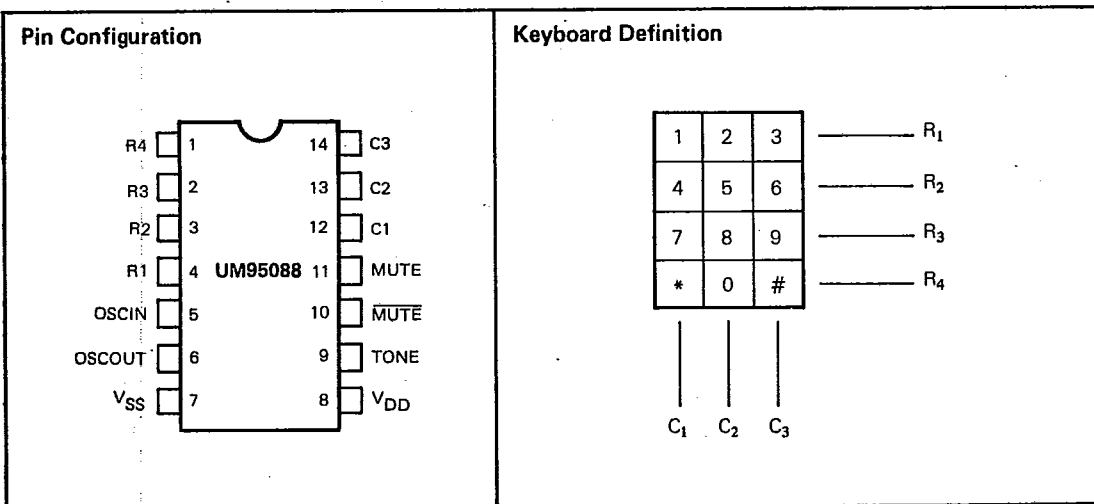 Pin Configuration
R4 1 14 C3
R3 2 13 C2
R2 3 12 C1
R1 4 UM95088 11 MUTE
OSCIN 5 10 M̅U̅T̅E̅
OSCOUT 6 9 TONE
VSS 7 8 VDD
Keyboard Definition
1 2 3 R1
4 5 6 R2
7 8 9 R3
* 0 # R4
C1 C2 C3